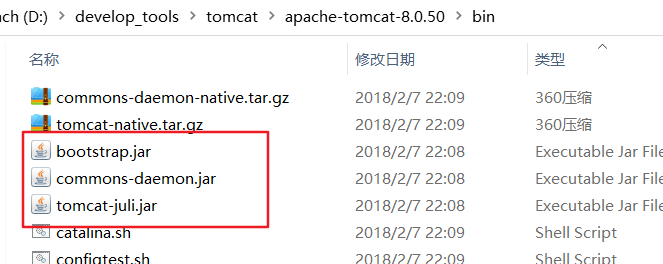 ach (D:) › develop_tools › tomcat › apache-tomcat-8.0.50 › bin
名称 修改日期 类型
commons-daemon-native.tar.gz 2018/2/7 22:09 360压缩
tomcat-native.tar.gz 2018/2/7 22:09 360压缩
bootstrap.jar 2018/2/7 22:08 Executable Jar File
commons-daemon.jar 2018/2/7 22:08 Executable Jar File
tomcat-juli.jar 2018/2/7 22:08 Executable Jar File
catalina.sh 2018/2/7 22:09 Shell Script
configtest.sh 2018/2/7 22:09 Shell Script